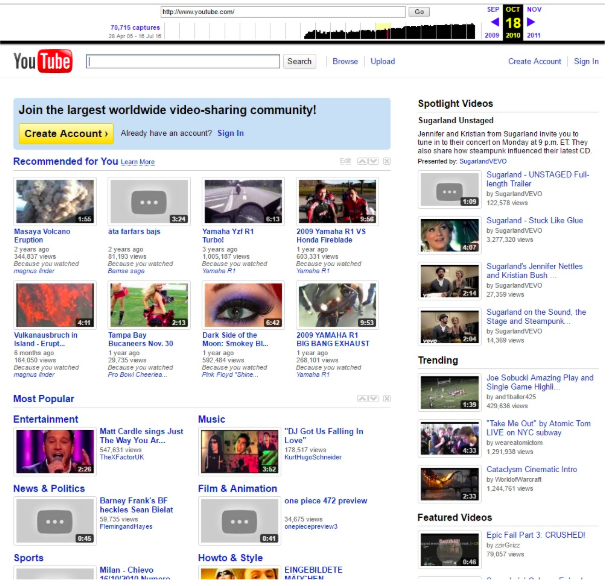 http://www.youtube.com/
Go
SEP
OCT
NOV
70,715 captures
18
2009
2010
2011
YouTube
Search
Browse
Upload
Create Account
Sign In
Join the largest worldwide video-sharing community!
Create Account ›
Already have an account? Sign In
Recommended for You Learn More
Edit
1:55
3:24
6:13
9:56
Masaya Volcano
Eruption
2 years ago
344,837 views
Because you watched
magnus linder
äta farfars bajs
2 years ago
81,193 views
Because you watched
Yamaha Yzf R1
Turbo!
3 years ago
1,005,187 views
Because you watched
Yamaha R1
2009 Yamaha R1 VS
Honda Fireblade
1 year ago
603,331 views
Because you watched
Yamaha R1
4:11
2:13
6:42
9:53
Vulkanausbruch in
Island - Erupt...
6 months ago
164,050 views
Because you watched
magnus linder
Tampa Bay
Bucaneers Nov. 30
1 year ago
29,735 views
Because you watched
Pro Bowl Cheerlea...
Dark Side of the
Moon: Smokey Bl...
1 year ago
592,484 views
Because you watched
Pink Floyd "Shine...
2009 YAMAHA R1
BIG BANG EXHAUST
1 year ago
268,101 views
Because you watched
Yamaha R1
Most Popular
Entertainment
2:26
Matt Cardle sings Just
The Way You Ar...
547,631 views
TheXFactorUK
Music
3:52
"DJ Got Us Falling In
Love"
178,517 views
KurtHugoSchneider
News & Politics
0:45
Barney Frank's BF
heckles Sean Bielat
59,735 views
FlemingandHayes
Film & Animation
0:41
one piece 472 preview
34,675 views
onepiecepreview3
Sports
Milan - Chievo
16/10/2010 Numero
Howto & Style
EINGEBILDETE
MÄDCHEN
Spotlight Videos
Sugarland Unstaged
Jennifer and Kristian from Sugarland invite you to
tune in to their concert on Monday at 9 p.m. ET. They
also share how steampunk influenced their latest CD.
Presented by: SugarlandVEVO
1:09
Sugarland - UNSTAGED Full-
length Trailer
by SugarlandVEVO
122,578 views
4:07
Sugarland - Stuck Like Glue
by SugarlandVEVO
3,277,320 views
2:14
Sugarland's Jennifer Nettles
and Kristian Bush ...
by SugarlandVEVO
27,359 views
vevo
2:04
Sugarland on the Sound, the
Stage and Steampunk...
by SugarlandVEVO
14,369 views
Trending
1:39
Joe Sobucki Amazing Play and
Single Game Highli...
by and1baller425
429,636 views
4:33
"Take Me Out" by Atomic Tom
LIVE on NYC subway
by weareatomictom
1,291,938 views
2:33
Cataclysm Cinematic Intro
by WorldofWarcraft
1,244,761 views
Featured Videos
0:46
Epic Fall Part 3: CRUSHED!
by zzirGrizz
79,057 views